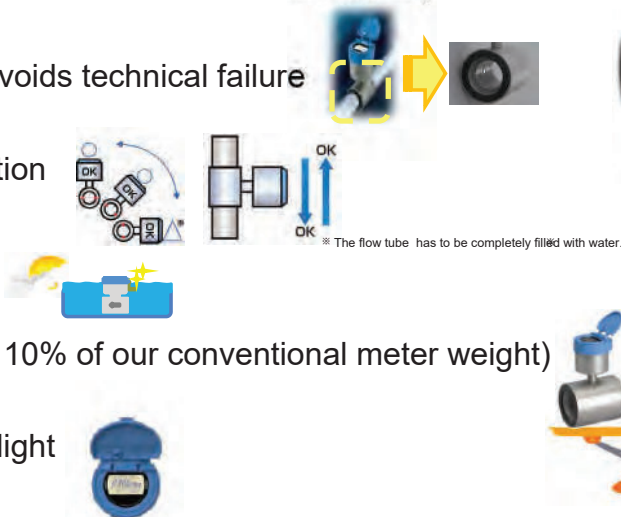 voids technical failure
tion
OK
OK
OK
OK
OK
※ The flow tube has to be completely filled with water.
10% of our conventional meter weight)
light